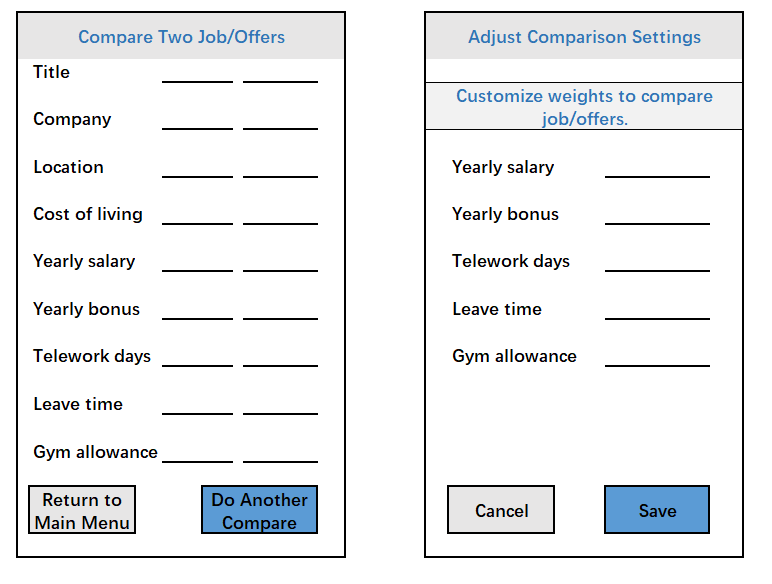 Compare Two Job/Offers
Title
Company
Location
Cost of living
Yearly salary
Yearly bonus
Telework days
Leave time
Gym allowance
Return to
Main Menu
Do Another
Compare
Adjust Comparison Settings
Customize weights to compare
job/offers.
Yearly salary
Yearly bonus
Telework days
Leave time
Gym allowance
Cancel
Save